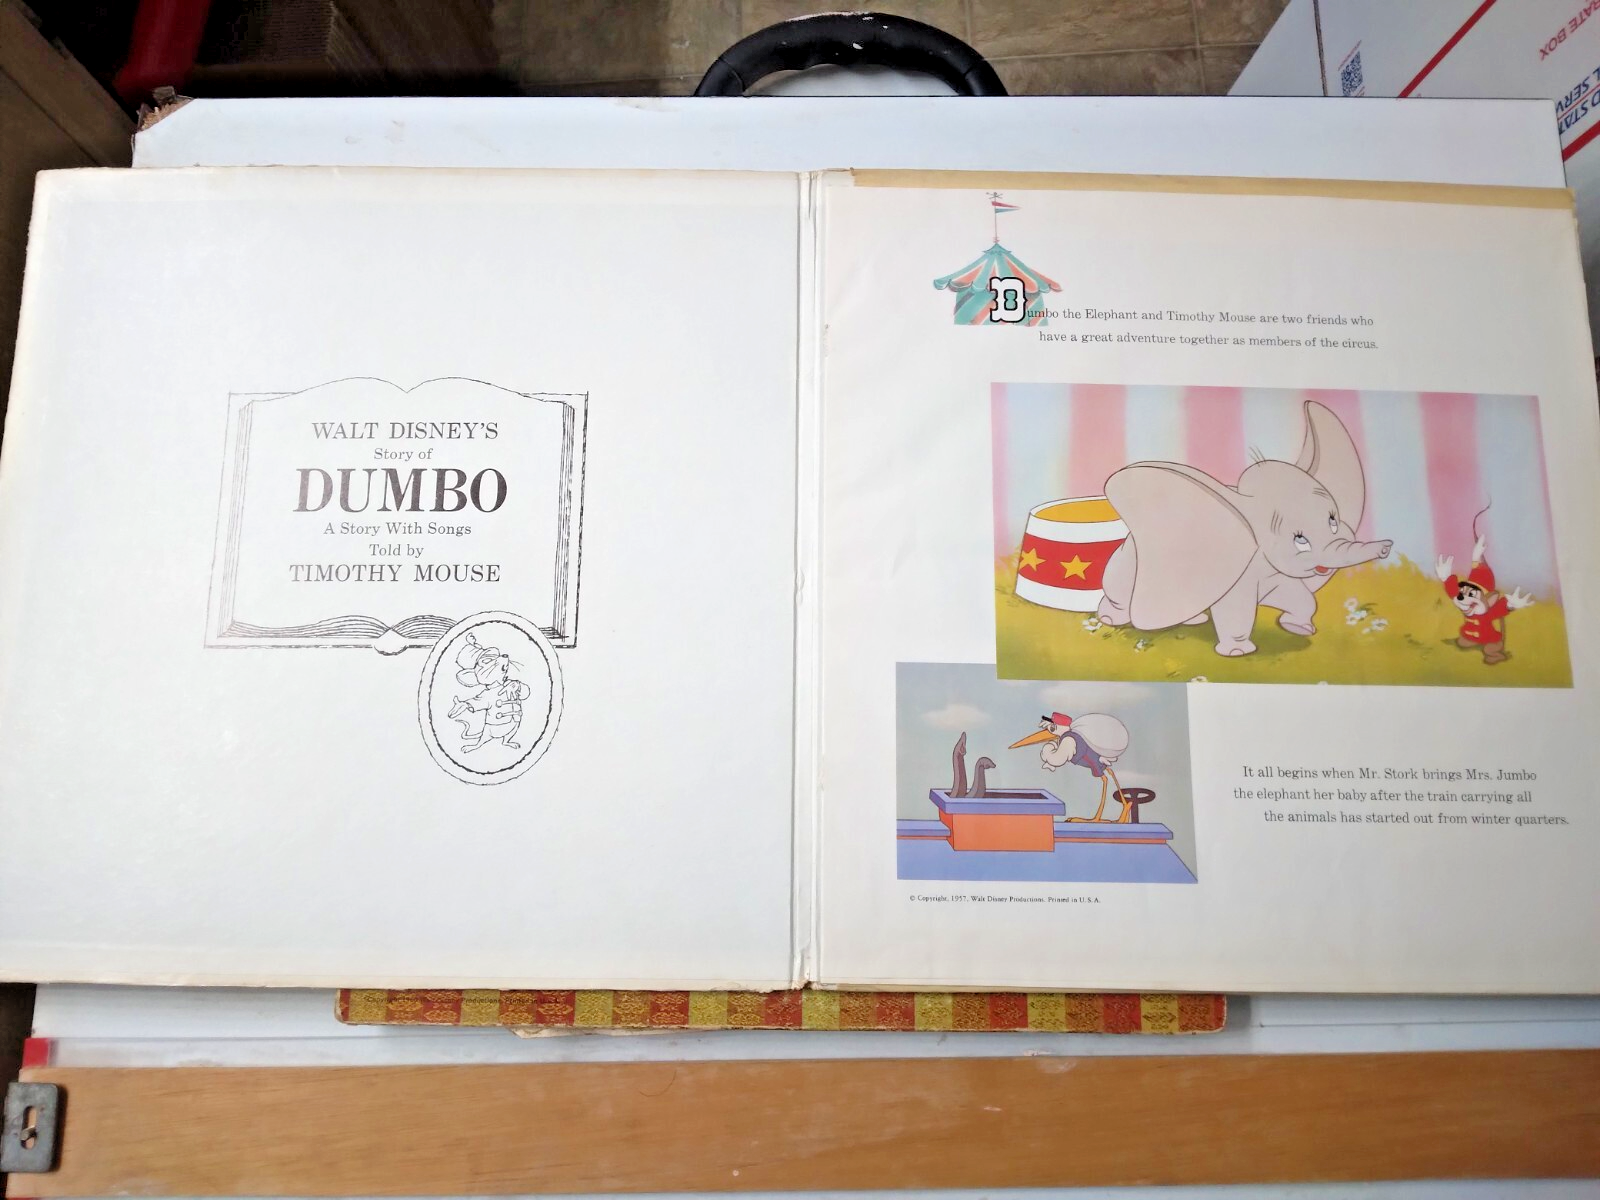 WALT DISNEY'S
Story of
DUMBO
A Story With Songs
Told by
TIMOTHY MOUSE
Dumbo the Elephant and Timothy Mouse are two friends who
have a great adventure together as members of the circus.
It all begins when Mr. Stork brings Mrs. Jumbo
the elephant her baby after the train carrying all
the animals has started out from winter quarters.
© Copyright, 1957, Walt Disney Productions. Printed in U.S.A.
RATE BOX